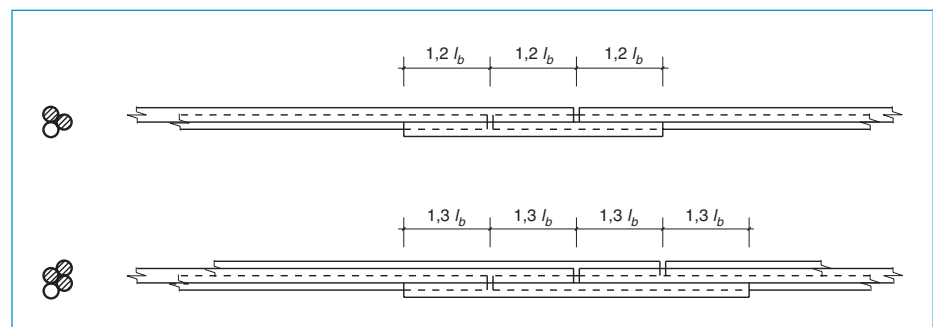 1,2 l_b 1,2 l_b 1,2 l_b
1,3 l_b 1,3 l_b 1,3 l_b 1,3 l_b